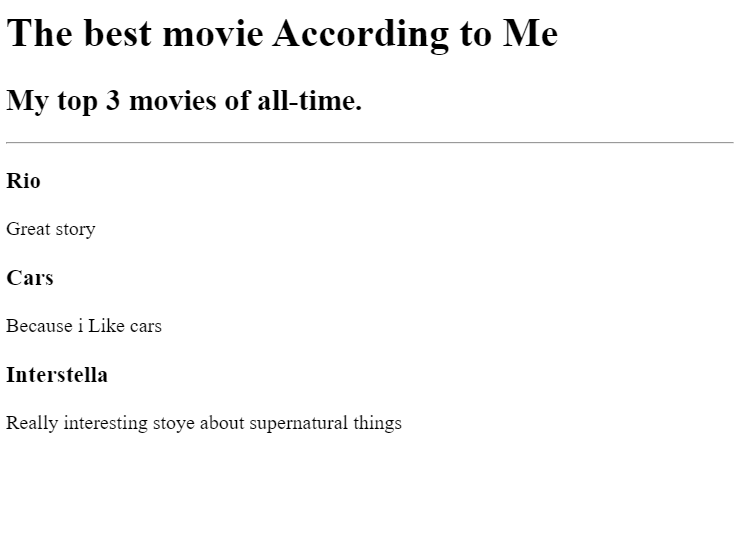 The best movie According to Me
My top 3 movies of all-time.
Rio
Great story
Cars
Because i Like cars
Interstella
Really interesting stoye about supernatural things